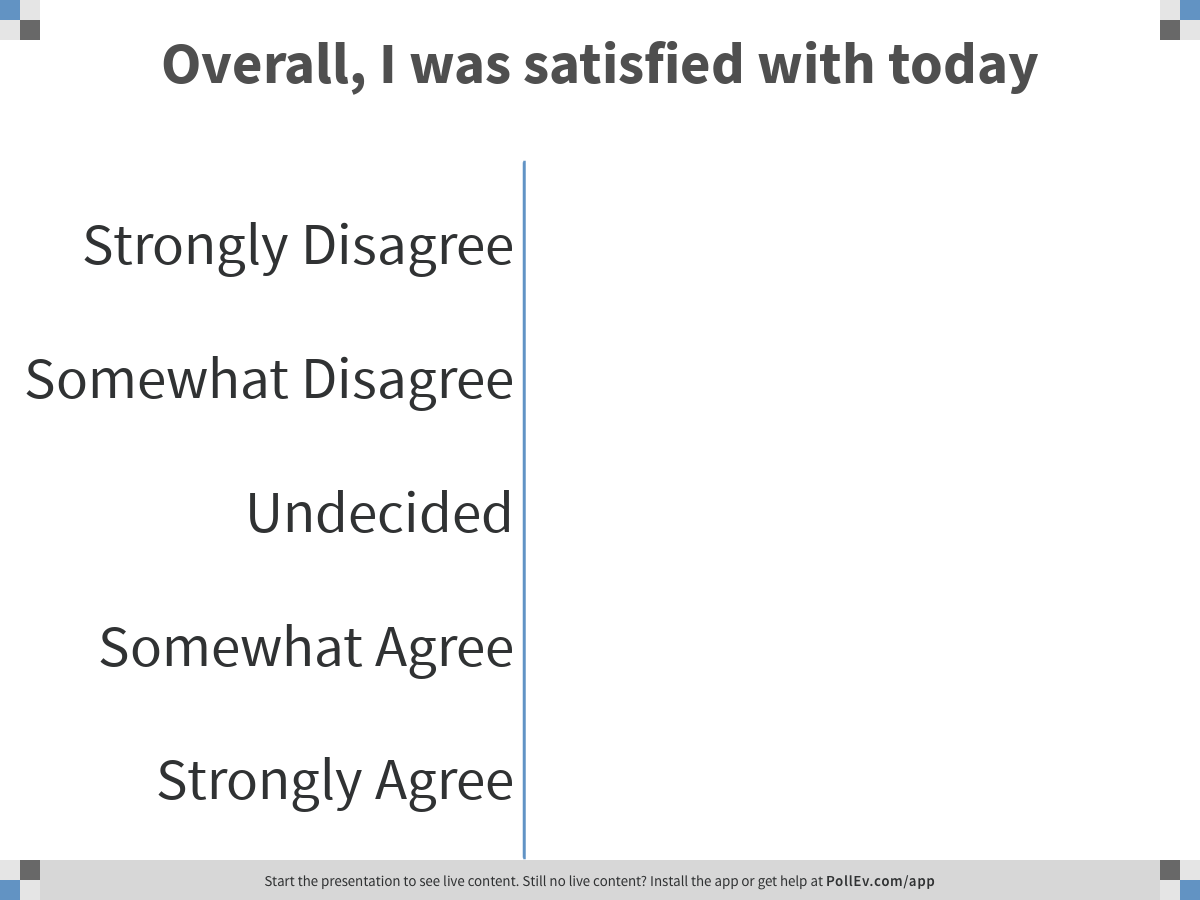 Overall, I was satisfied with today
Strongly Disagree
Somewhat Disagree
Undecided
Somewhat Agree
Strongly Agree
Start the presentation to see live content. Still no live content? Install the app or get help at PollEv.com/app